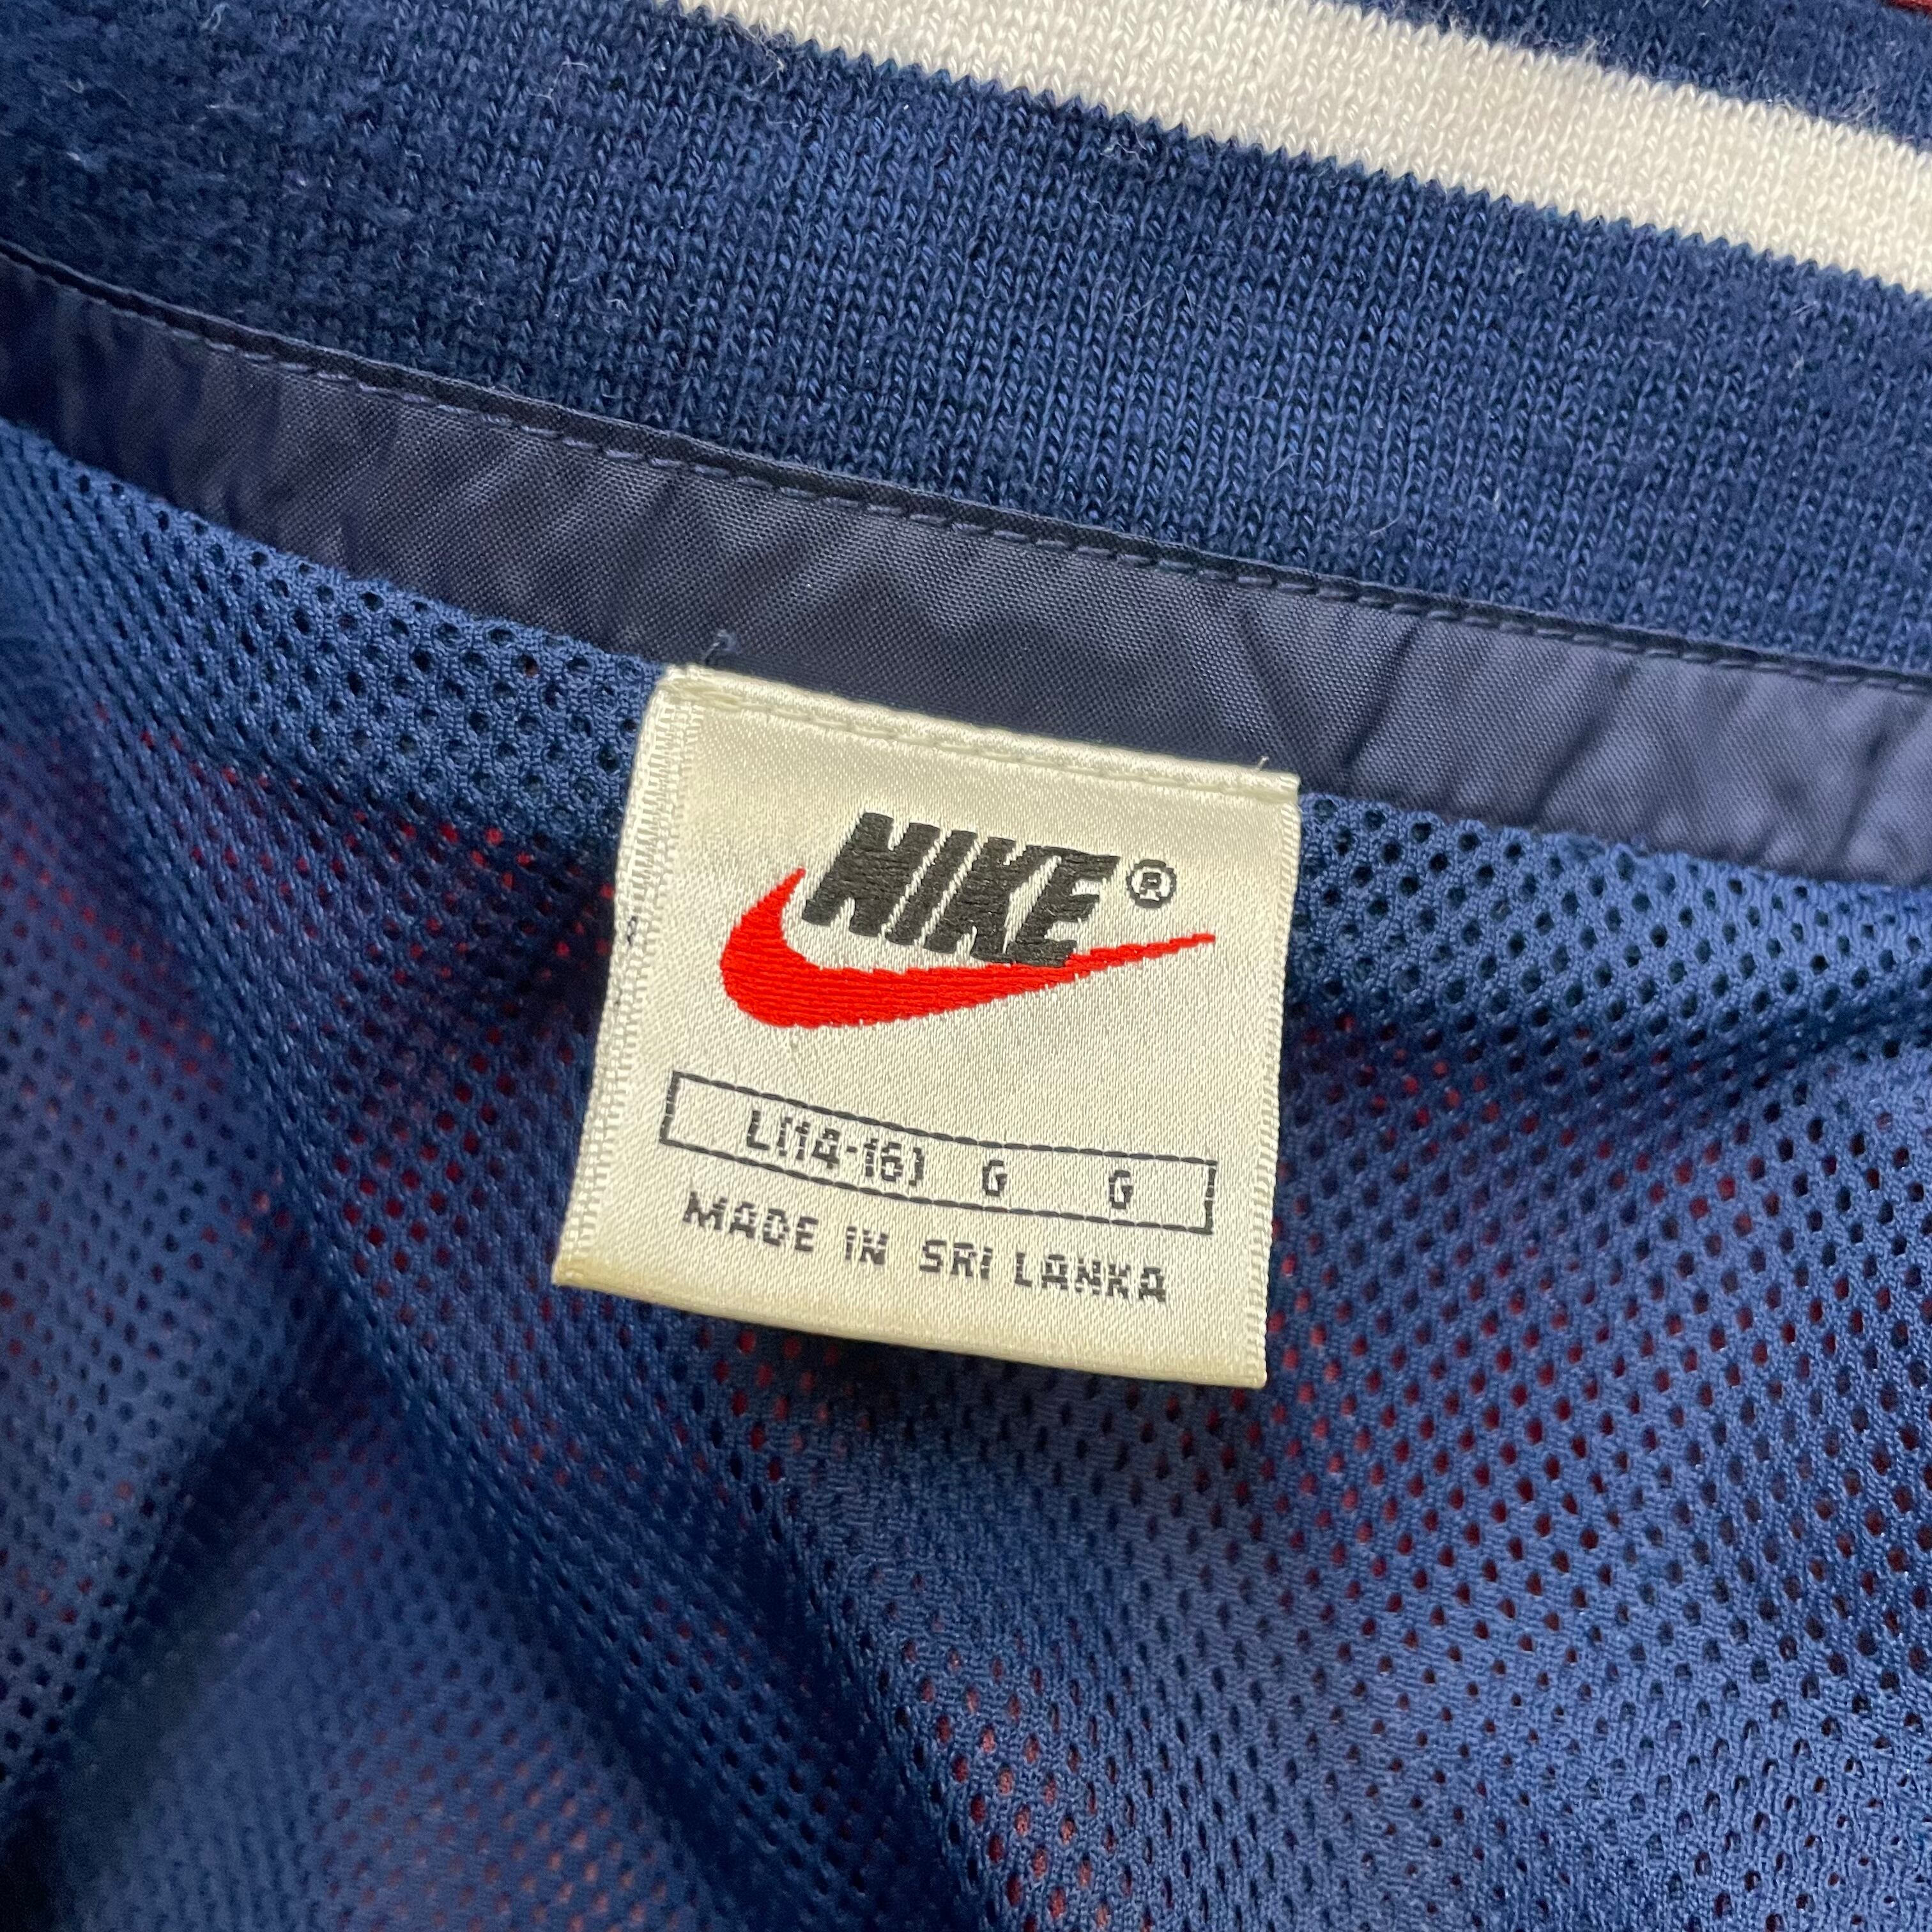 NIKE®
L(14-16) G G
MADE IN SRI LANKA